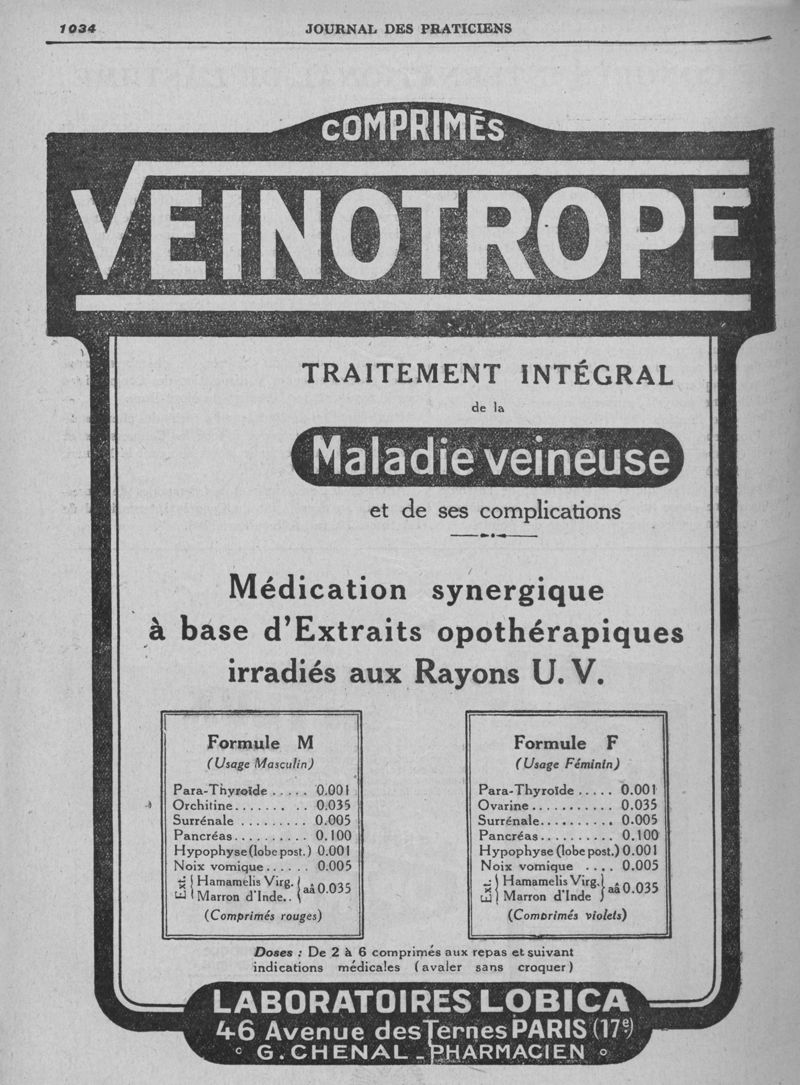 1034 JOURNAL DES PRATICIENS
COMPRIMÉS
VEINOTROPE
TRAITEMENT INTÉGRAL
de la
Maladie veineuse
et de ses complications
Médication synergique
à base d'Extraits opothérapiques
irradiés aux Rayons U.V.
Formule M
(Usage Masculin)
Para-Thyroïde ..... 0.001
Orchitine....... .. 0.035
Surrénale ......... 0.005
Pancréas.......... 0.100
Hypophyse (lobe post.) 0.001
Noix vomique ...... 0.005
Ext. { Hamamelis Virg. } aâ 0.035
Marron d'Inde..
(Comprimés rouges)
Formule F
(Usage Féminin)
Para-Thyroïde ..... 0.001
Ovarine........... 0.035
Surrénale.......... 0.005
Pancréas.......... 0.100
Hypophyse (lobe post.) 0.001
Noix vomique .... 0.005
Ext. { Hamamelis Virg. } aâ 0.035
Marron d'Inde
(Comprimés violets)
Doses : De 2 à 6 comprimés aux repas et suivant
indications médicales (avaler sans croquer)
LABORATOIRES LOBICA
46 Avenue des Ternes PARIS (17e)
G. CHENAL - PHARMACIEN